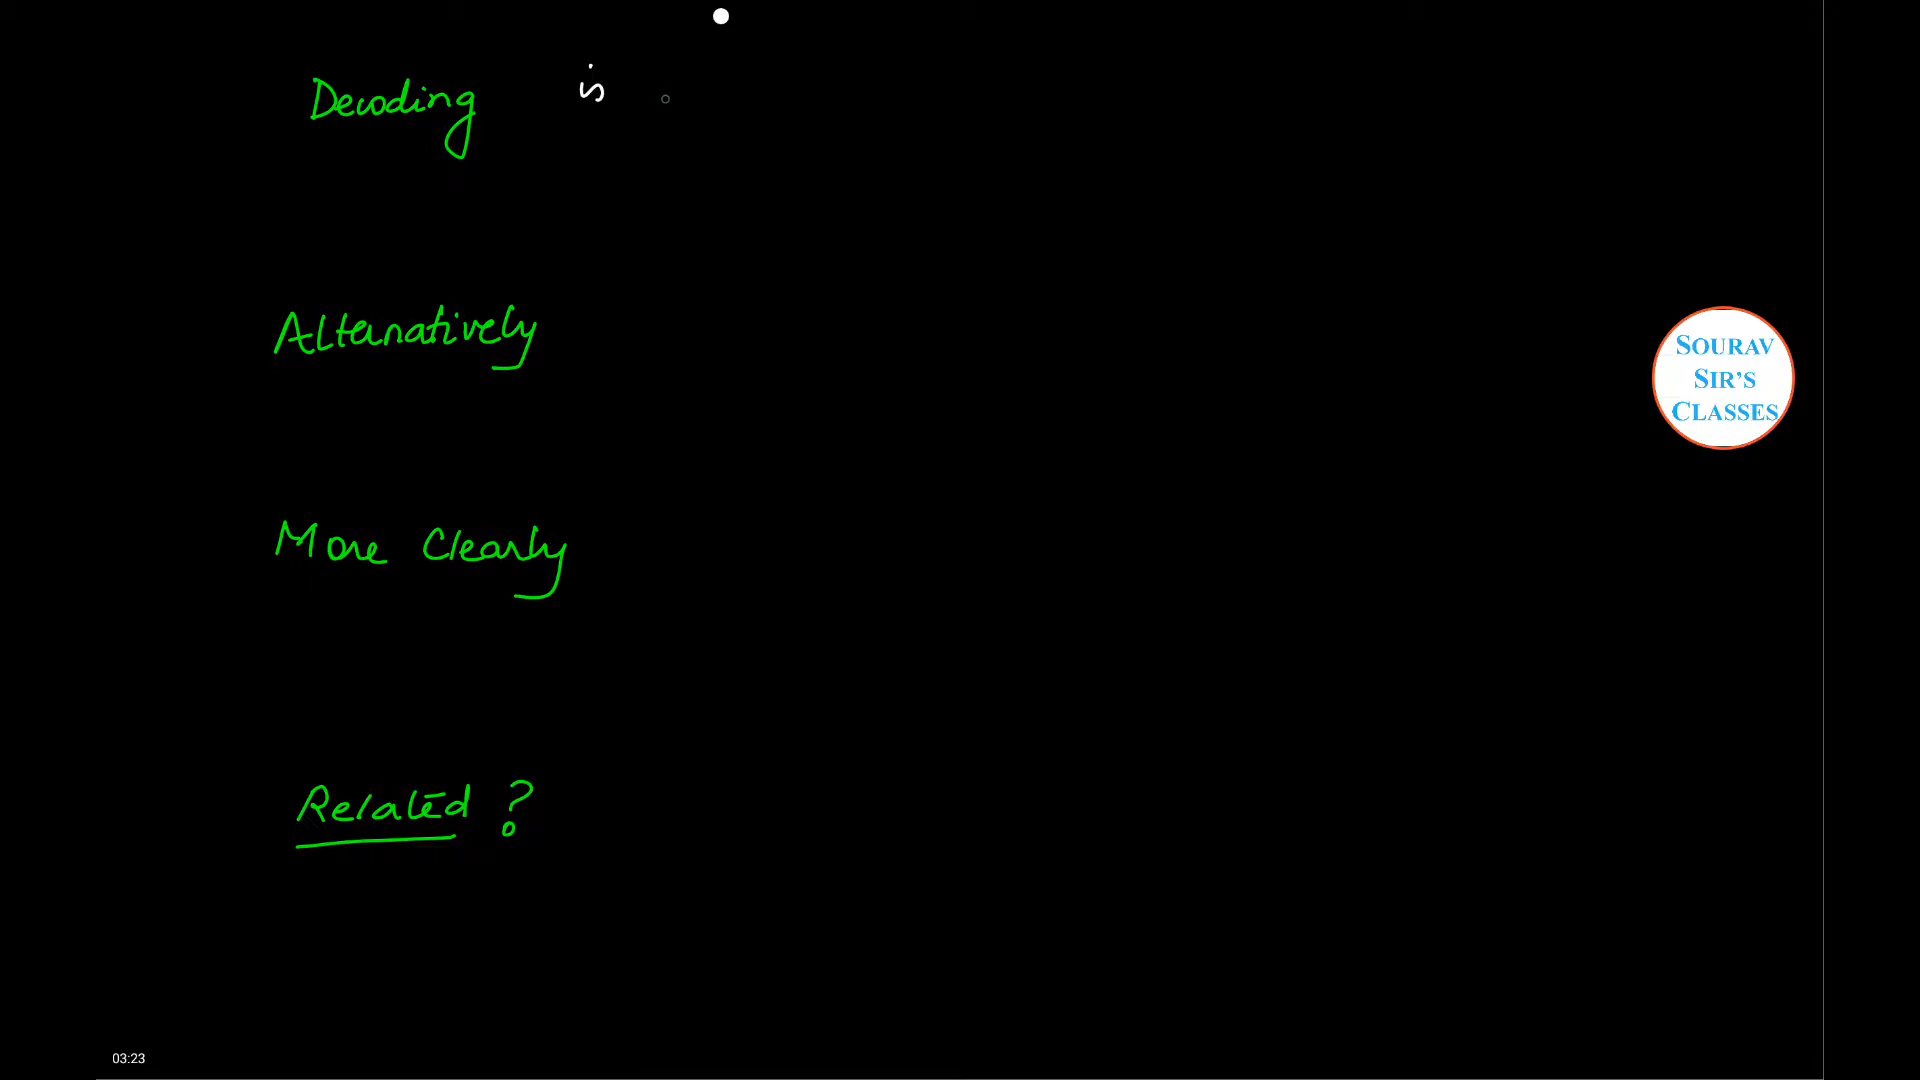 Decoding is
Alternatively
SOURAV
SIR'S
CLASSES
More Clearly
Related ?
03:23